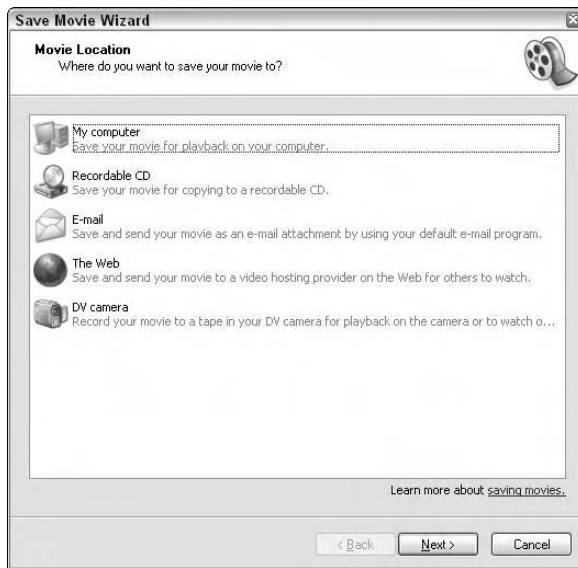 Save Movie Wizard
Movie Location
Where do you want to save your movie to?
My computer
Save your movie for playback on your computer.
Recordable CD
Save your movie for copying to a recordable CD.
E-mail
Save and send your movie as an e-mail attachment by using your default e-mail program.
The Web
Save and send your movie to a video hosting provider on the Web for others to watch.
DV camera
Record your movie to a tape in your DV camera for playback on the camera or to watch o...
Learn more about saving movies.
< Back
Next >
Cancel